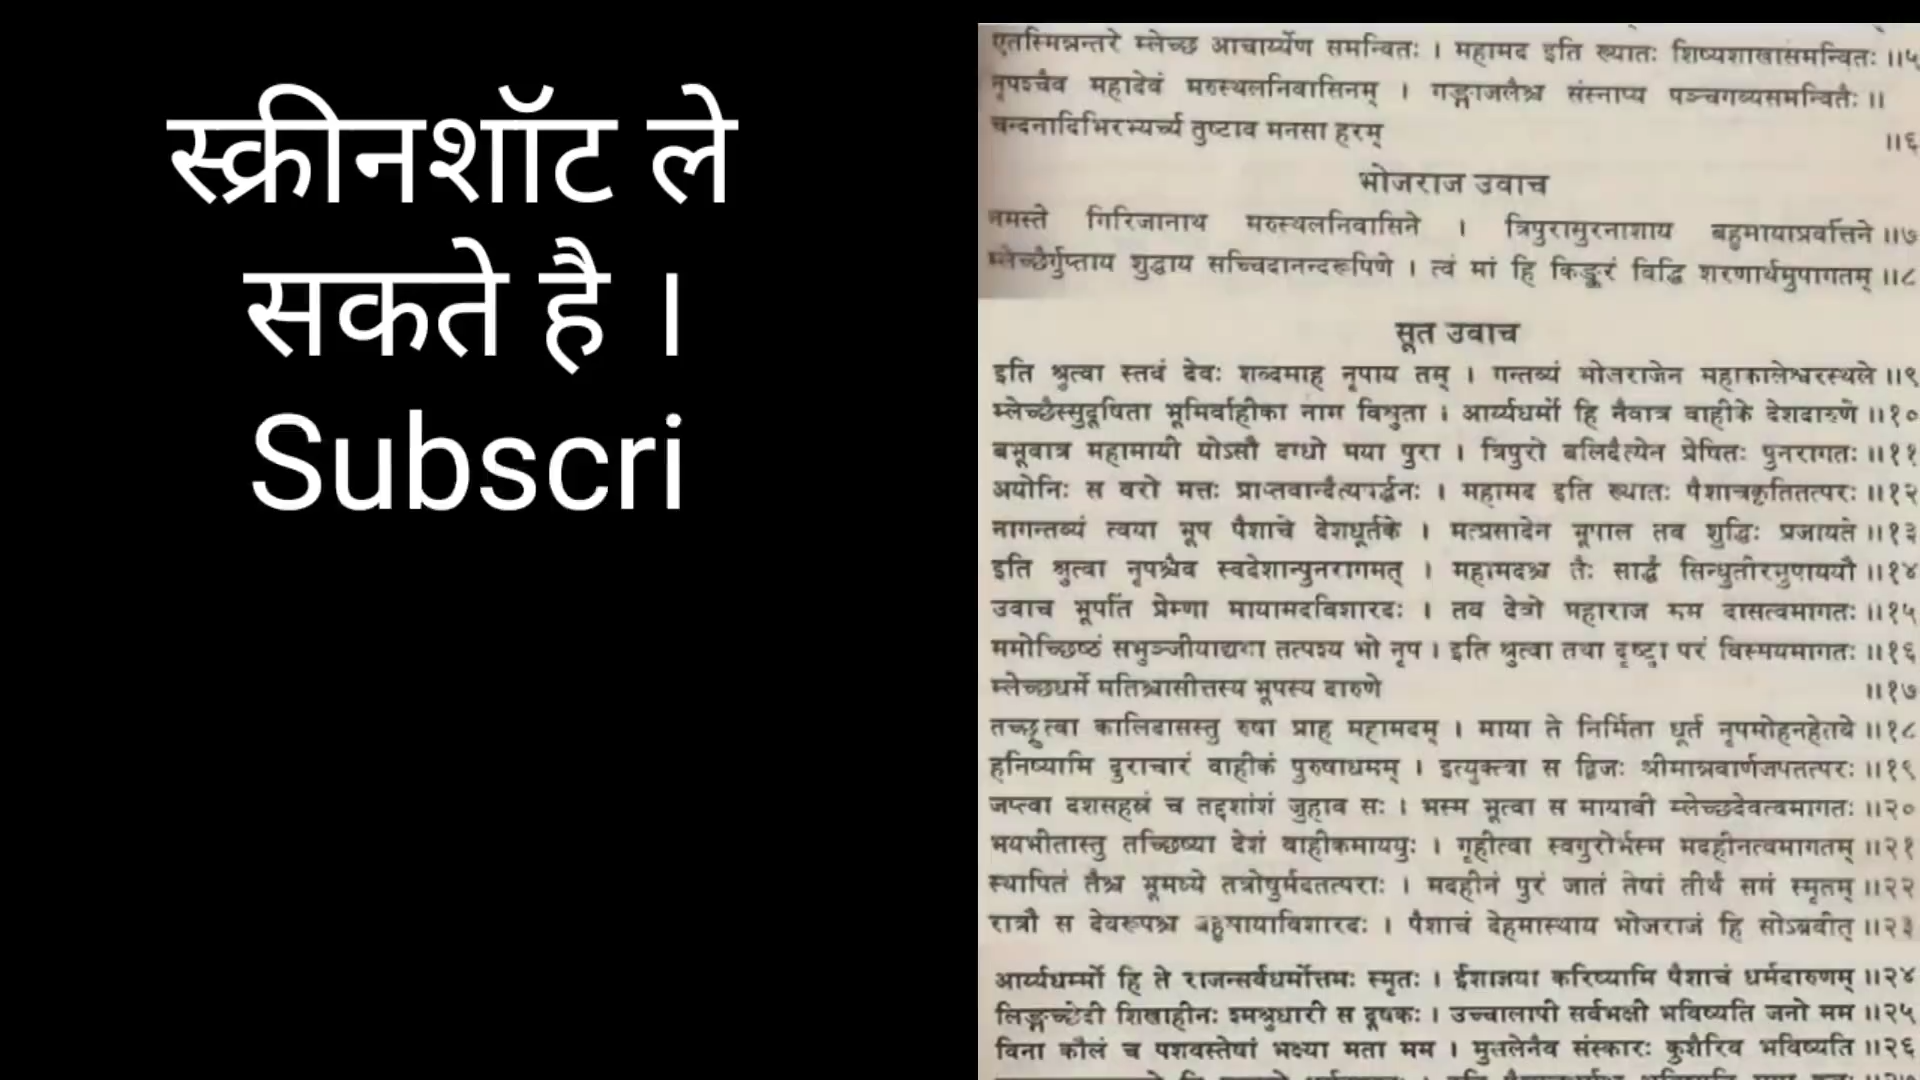 स्क्रीनशॉट ले
सकते है ।
Subscri
एतस्मिन्नन्तरे म्लेच्छ आचार्य्येण समन्वितः । महामद इति ख्यातः शिष्यशाखासमन्वितः ॥५
नृपश्चैव महादेवं मरुस्थलनिवासिनम् । गङ्गाजलैश्च संस्नाप्य पञ्चगव्यसमन्वितैः ॥
चन्दनादिभिरभ्यर्च्य तुष्टाव मनसा हरम् ॥६
भोजराज उवाच
नमस्ते गिरिजानाथ मरुस्थलनिवासिने । त्रिपुरासुरनाशाय बहुमायाप्रवर्त्तिने ॥७
म्लेच्छैर्गुप्ताय शुद्धाय सच्चिदानन्दरूपिणे । त्वं मां हि किङ्करं विद्धि शरणार्थमुपागतम् ॥८
सूत उवाच
इति श्रुत्वा स्तवं देवः शब्दमाह नृपाय तम् । गन्तव्यं भोजराजेन महाकालेश्वरस्थले ॥९
म्लेच्छैस्सुदूषिता भूमिर्वाहीका नाम विश्रुता । आर्य्यधर्मो हि नैवात्र वाहीके देशदारुणे ॥१०
बभूवात्र महामायी योऽसौ दग्धो मया पुरा । त्रिपुरो बलिदैत्येन प्रेषितः पुनरागतः ॥११
अयोनिः स वरो मत्तः प्राप्तवान्दैत्यवर्द्धनः । महामद इति ख्यातः पैशाचकृतितत्परः ॥१२
नागन्तव्यं त्वया भूप पैशाचे देशधूर्तके । मत्प्रसादेन भूपाल तव शुद्धिः प्रजायते ॥१३
इति श्रुत्वा नृपश्चैव स्वदेशान्पुनरागमत् । महामदश्च तैः सार्द्धं सिन्धुतीरमुपाययौ ॥१४
उवाच भूपतिं प्रेम्णा मायामदविशारदः । तव देवो महाराज मम दासत्वमागतः ॥१५
ममोच्छिष्ठं सभुञ्जीयाद्यथा तत्पश्य भो नृप । इति श्रुत्वा तथा दृष्ट्वा परं विस्मयमागतः ॥१६
म्लेच्छधर्मे मतिश्चासीत्तस्य भूपस्य दारुणे ॥१७
तच्छ्रुत्वा कालिदासस्तु रुषा प्राह महामदम् । माया ते निर्मिता धूर्त नृपमोहनहेतवे ॥१८
हनिष्यामि दुराचारं वाहीकं पुरुषाधमम् । इत्युक्त्वा स द्विजः श्रीमान्नवार्णजपतत्परः ॥१९
जप्त्वा दशसहस्रं च तद्दशांशं जुहाव सः । भस्म भूत्वा स मायावी म्लेच्छदेवत्वमागतः ॥२०
भयभीतास्तु तच्छिष्या देशं वाहीकमाययुः । गृहीत्वा स्वगुरोर्भस्म मदहीनत्वमागतम् ॥२१
स्थापितं तैश्च भूमध्ये तत्रोषुर्मदतत्पराः । मदहीनं पुरं जातं तेषां तीर्थं समं स्मृतम् ॥२२
रात्रौ स देवरूपश्च बहुमायाविशारदः । पैशाचं देहमास्थाय भोजराजं हि सोऽब्रवीत् ॥२३
आर्य्यधर्म्मो हि ते राजन्सर्वधर्मोत्तमः स्मृतः । ईशाज्ञया करिष्यामि पैशाचं धर्मदारुणम् ॥२४
लिङ्गच्छेदी शिखाहीनः श्मश्रुधारी स दूषकः । उच्चालापी सर्वभक्षी भविष्यति जनो मम ॥२५
विना कौलं च पशवस्तेषां भक्ष्या मता मम । मुसलेनैव संस्कारः कुशैरिव भविष्यति ॥२६